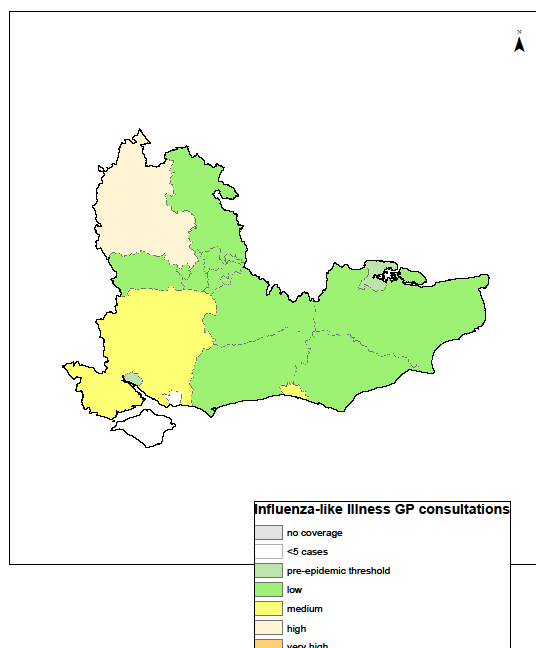 N
Influenza-like Illness GP consultations
no coverage
<5 cases
pre-epidemic threshold
low
medium
high
very high